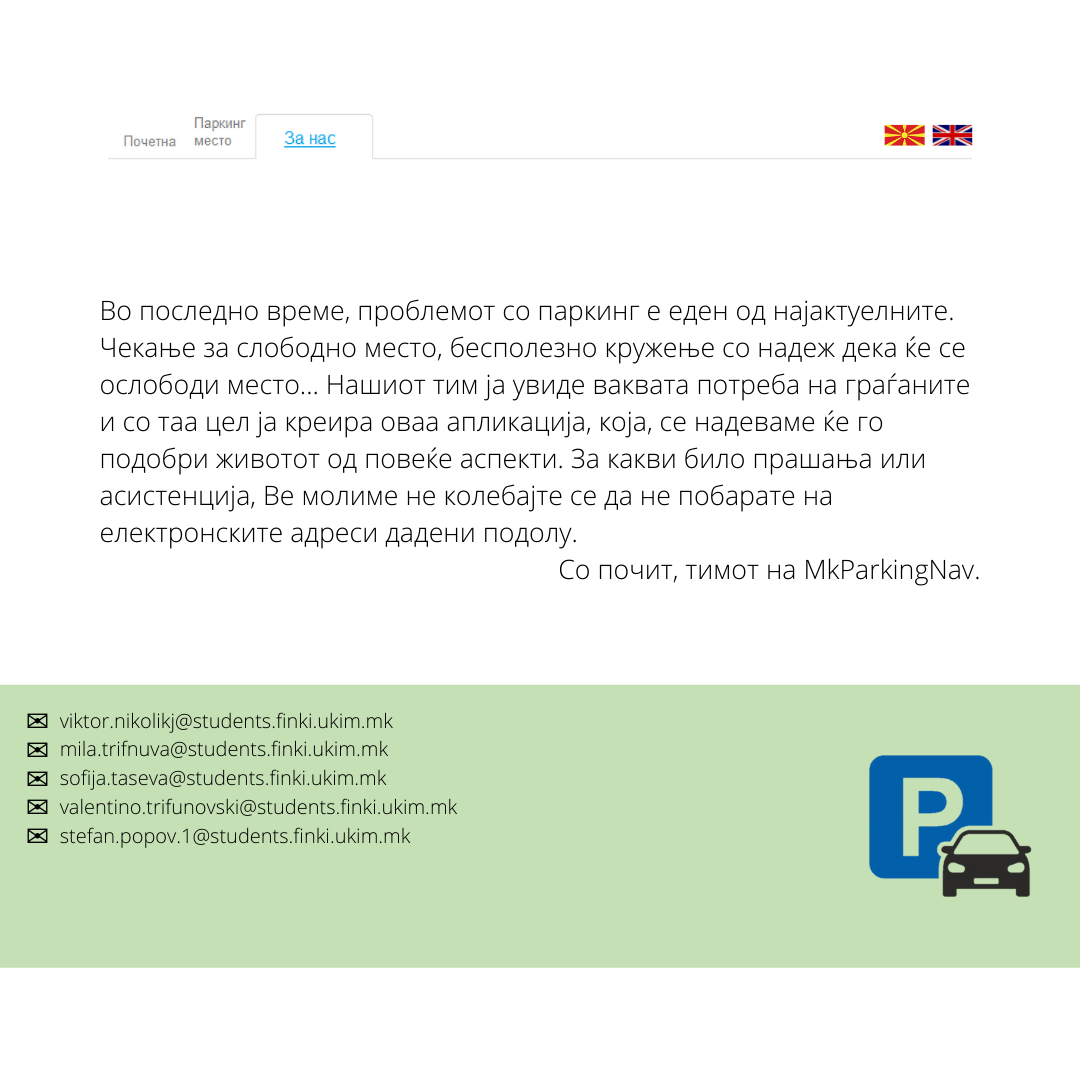 Почетна
Паркинг
место
За нас
Во последно време, проблемот со паркинг е еден од најактуелните.
Чекање за слободно место, бесполезно кружење со надеж дека ќе се
ослободи место... Нашиот тим ја увиде ваквата потреба на граѓаните
и со таа цел ја креира оваа апликација, која, се надеваме ќе го
подобри животот од повеќе аспекти. За какви било прашања или
асистенција, Ве молиме не колебајте се да не побарате на
електронските адреси дадени подолу.
Со почит, тимот на MkParkingNav.
viktor.nikolikj@students.finki.ukim.mk
mila.trifnuva@students.finki.ukim.mk
sofija.taseva@students.finki.ukim.mk
valentino.trifunovski@students.finki.ukim.mk
stefan.popov.1@students.finki.ukim.mk
P